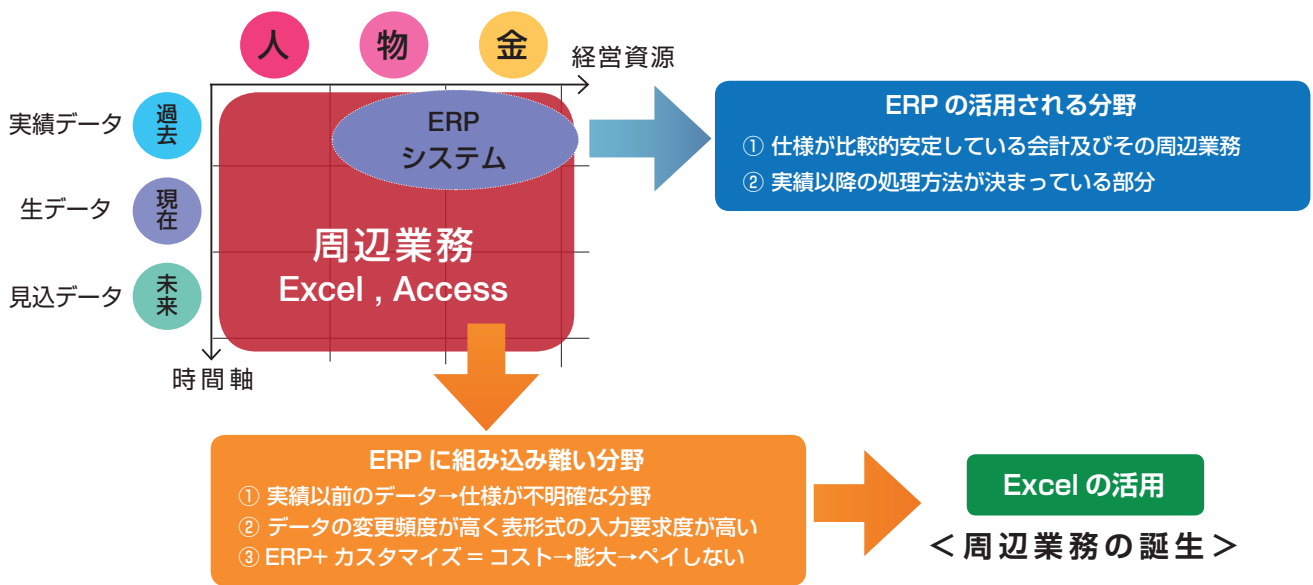 人 物 金
経営資源
実績データ
過去
ERP
システム
生データ
現在
周辺業務
Excel , Access
見込データ
未来
時間軸
ERP の活用される分野
① 仕様が比較的安定している会計及びその周辺業務
② 実績以降の処理方法が決まっている部分
ERP に組み込み難い分野
① 実績以前のデータ→仕様が不明確な分野
② データの変更頻度が高く表形式の入力要求度が高い
③ ERP+ カスタマイズ = コスト→膨大→ペイしない
Excel の活用
＜周辺業務の誕生＞